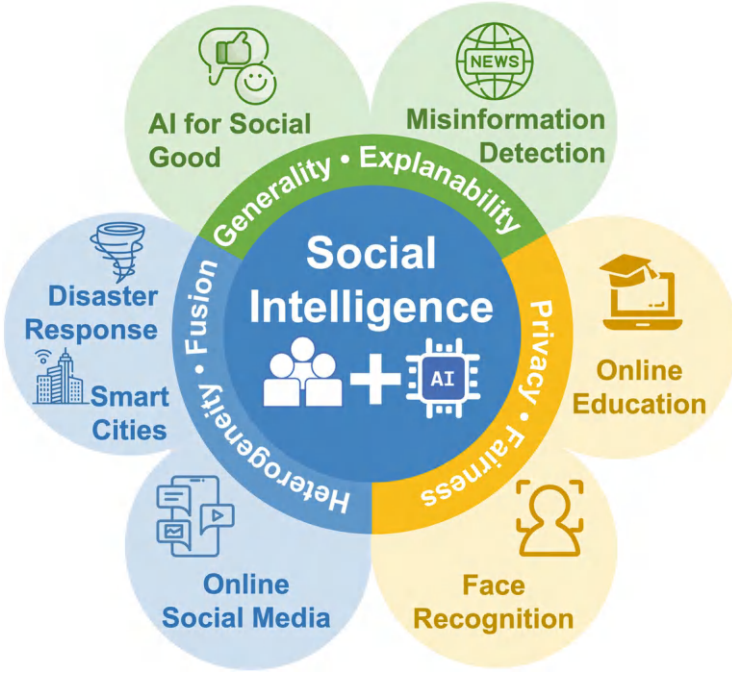 AI for Social
Good
NEWS
Misinformation
Detection
Generality • Explanability
Social
Intelligence
AI
Disaster
Response
Smart
Cities
Heterogeneity • Fusion
Privacy • Fairness
Online
Education
Online
Social Media
Face
Recognition